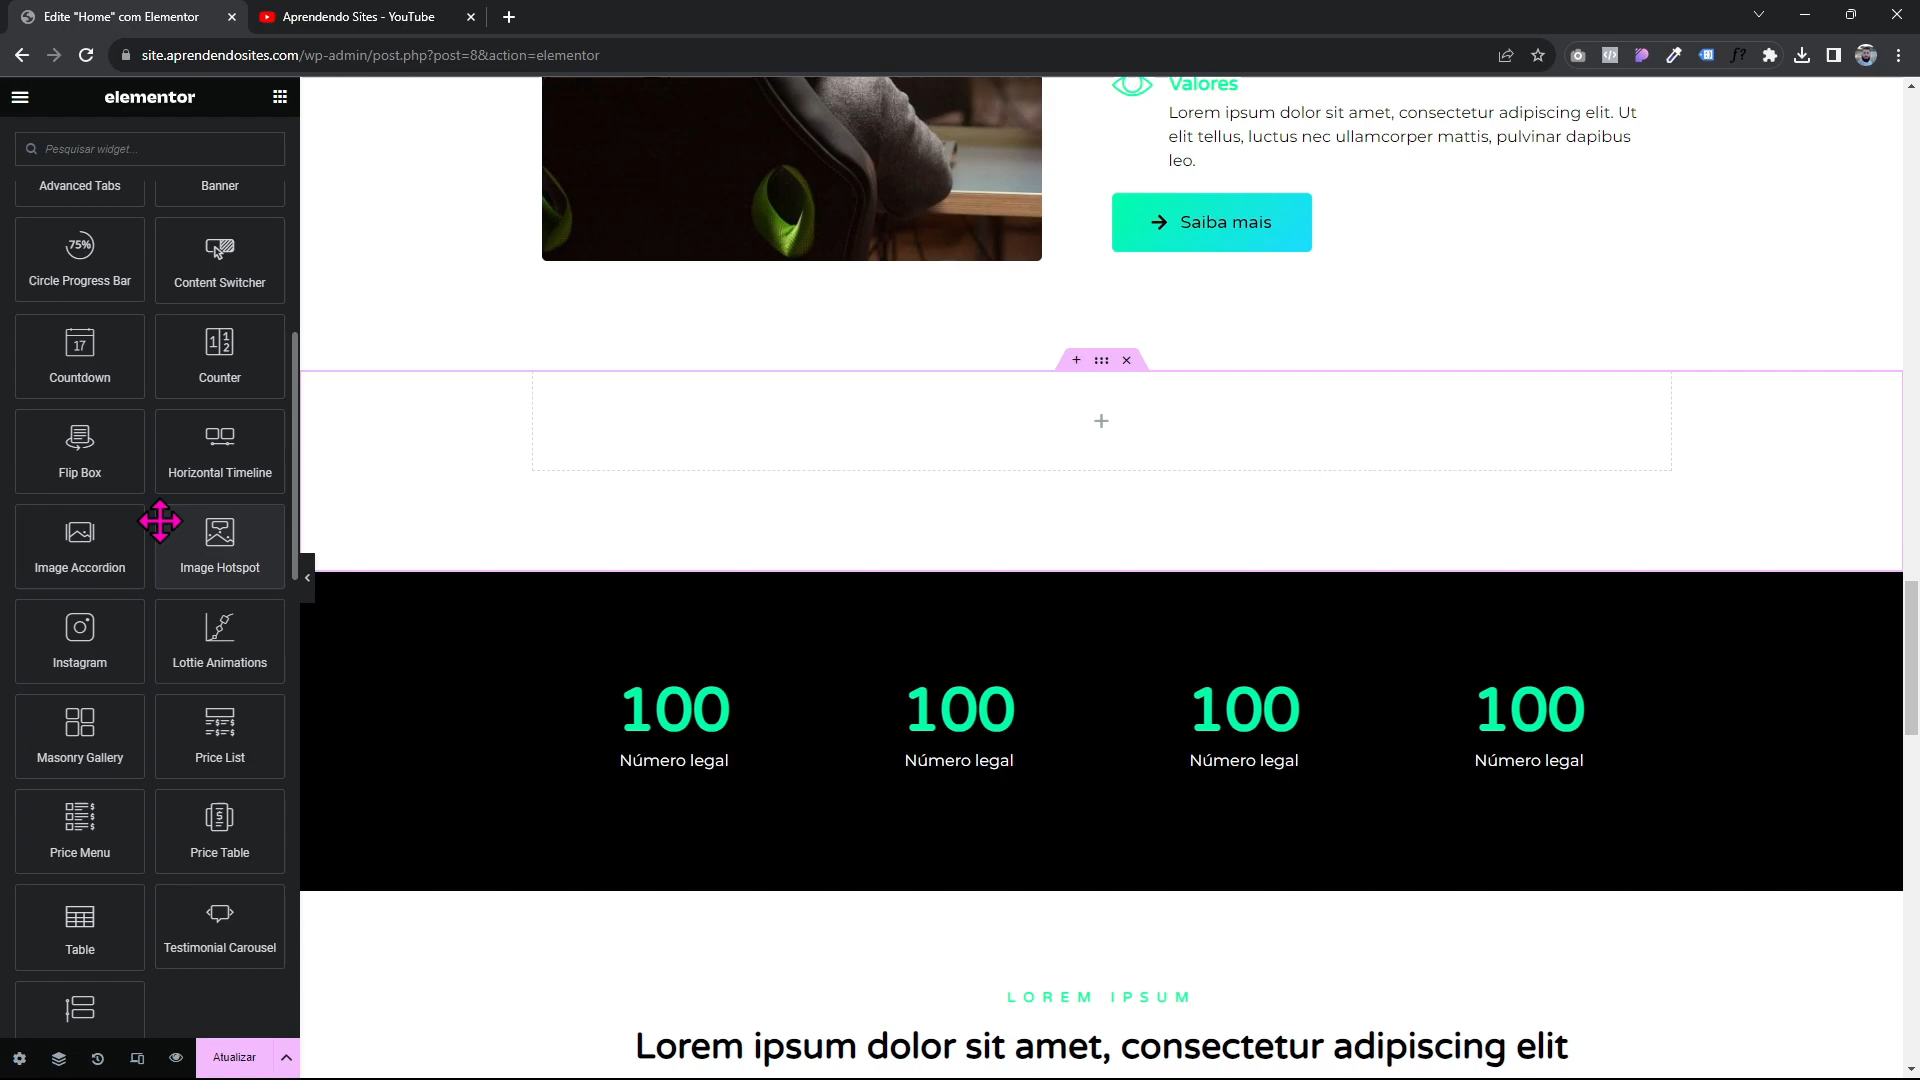 Edite "Home" com Elementor
Aprendendo Sites - YouTube
site.aprendendosites.com/wp-admin/post.php?post=8&action=elementor
elementor
Pesquisar widget...
Advanced Tabs
Banner
75%
Circle Progress Bar
Content Switcher
17
Countdown
Counter
Flip Box
Horizontal Timeline
Image Accordion
Image Hotspot
Instagram
Lottie Animations
Masonry Gallery
Price List
Price Menu
Price Table
Table
Testimonial Carousel
Atualizar
Valores
Lorem ipsum dolor sit amet, consectetur adipiscing elit. Ut
elit tellus, luctus nec ullamcorper mattis, pulvinar dapibus
leo.
Saiba mais
100 100 100 100
Número legal Número legal Número legal Número legal
LOREM IPSUM
Lorem ipsum dolor sit amet, consectetur adipiscing elit